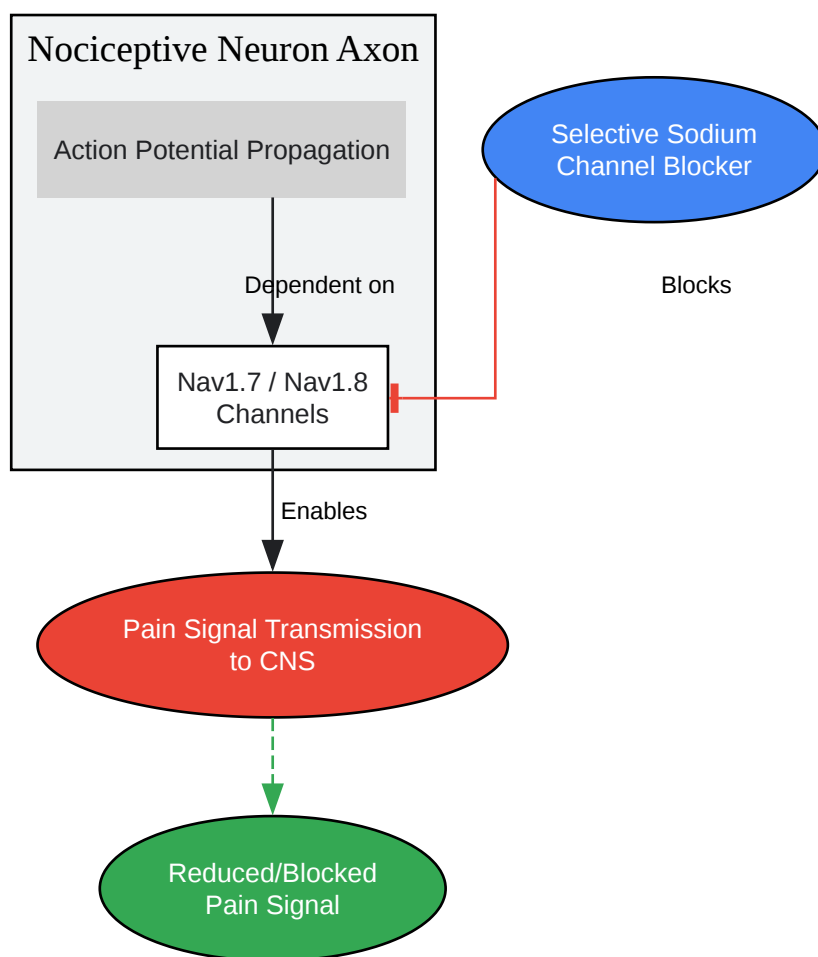 Nociceptive Neuron Axon
Action Potential Propagation
Selective Sodium
Channel Blocker
Dependent on
Blocks
Nav1.7 / Nav1.8
Channels
Enables
Pain Signal Transmission
to CNS
Reduced/Blocked
Pain Signal